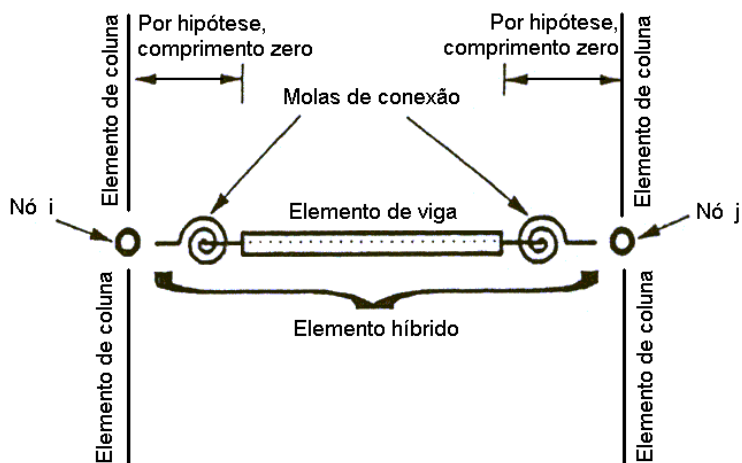 Elemento de coluna
Por hipótese,
comprimento zero
Por hipótese,
comprimento zero
Elemento de coluna
Molas de conexão
Nó i
Elemento de viga
Nó j
Elemento híbrido
Elemento de coluna
Elemento de coluna